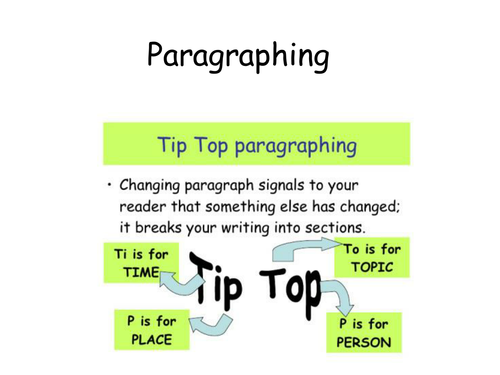 Paragraphing
Tip Top paragraphing
• Changing paragraph signals to your
reader that something else has changed;
it breaks your writing into sections.
Ti is for
TIME
To is for
TOPIC
Tip Top
P is for
PLACE
P is for
PERSON